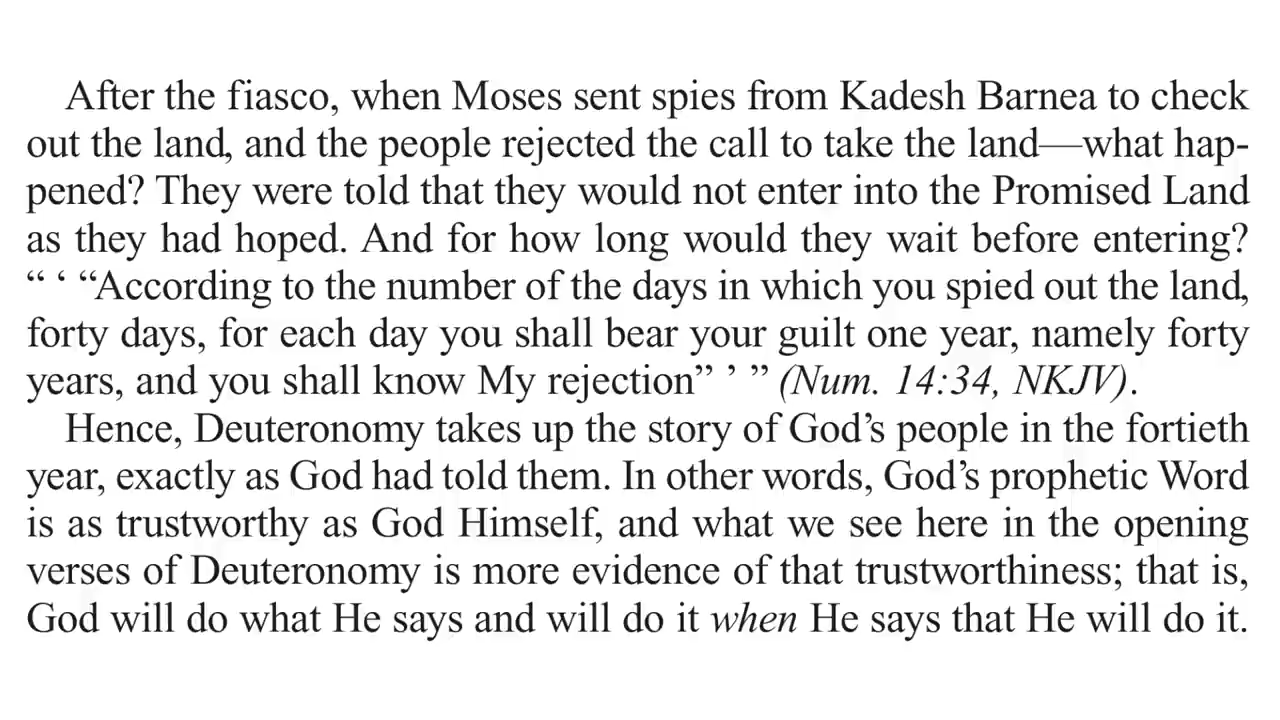 After the fiasco, when Moses sent spies from Kadesh Barnea to check
out the land, and the people rejected the call to take the land—what hap-
pened? They were told that they would not enter into the Promised Land
as they had hoped. And for how long would they wait before entering?
“ ‘ “According to the number of the days in which you spied out the land,
forty days, for each day you shall bear your guilt one year, namely forty
years, and you shall know My rejection” ’ ” (Num. 14:34, NKJV).
Hence, Deuteronomy takes up the story of God’s people in the fortieth
year, exactly as God had told them. In other words, God’s prophetic Word
is as trustworthy as God Himself, and what we see here in the opening
verses of Deuteronomy is more evidence of that trustworthiness; that is,
God will do what He says and will do it when He says that He will do it.